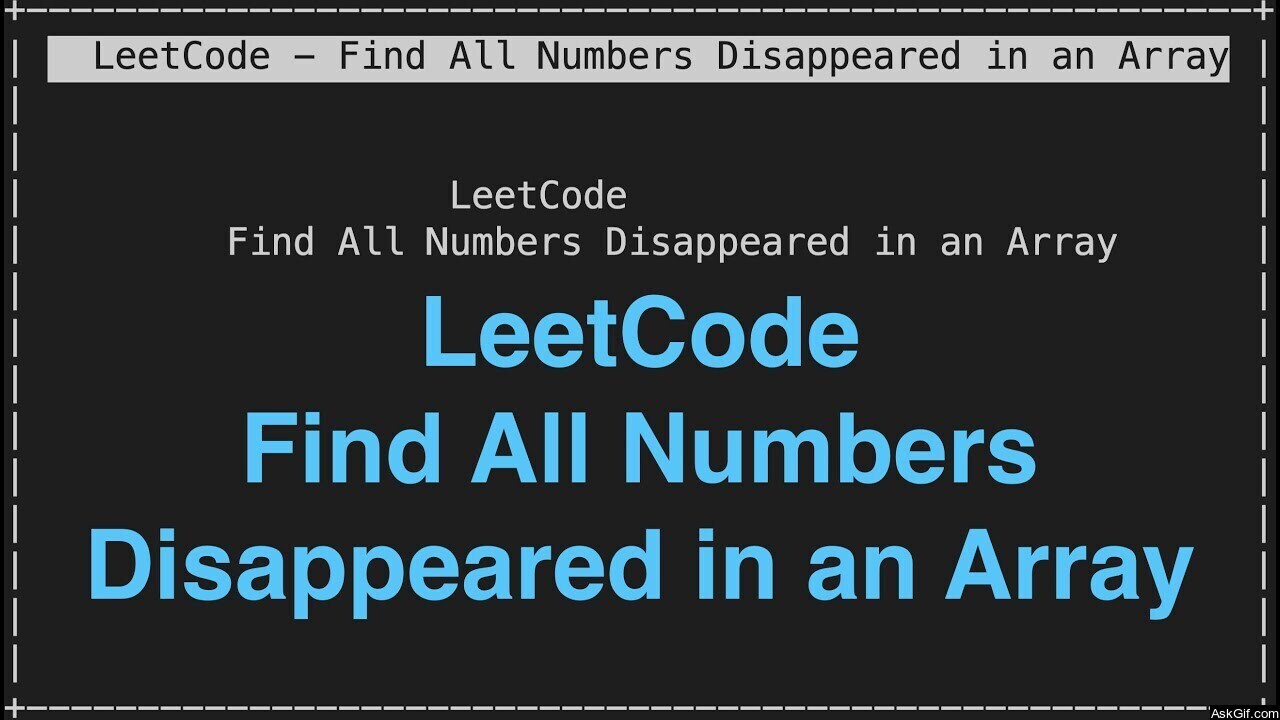 LeetCode – Find All Numbers Disappeared in an Array
LeetCode
Find All Numbers Disappeared in an Array
LeetCode
Find All Numbers
Disappeared in an Array
AskGif.com